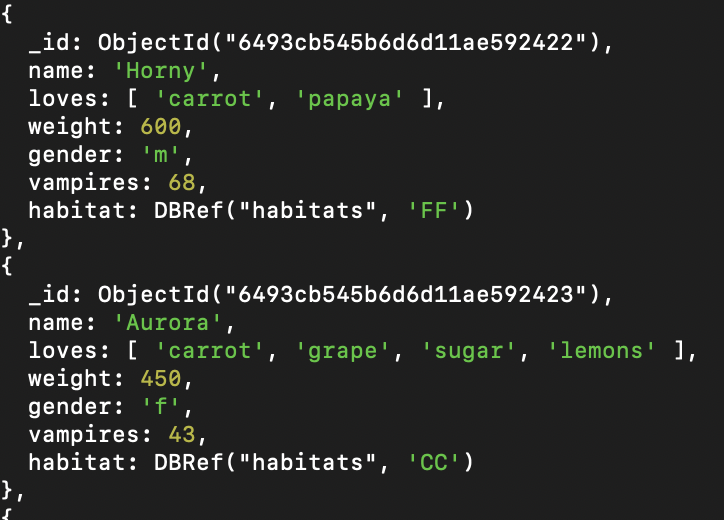 {
  _id: ObjectId("6493cb545b6d6d11ae592422"),
  name: 'Horny',
  loves: [ 'carrot', 'papaya' ],
  weight: 600,
  gender: 'm',
  vampires: 68,
  habitat: DBRef("habitats", 'FF')
},
{
  _id: ObjectId("6493cb545b6d6d11ae592423"),
  name: 'Aurora',
  loves: [ 'carrot', 'grape', 'sugar', 'lemons' ],
  weight: 450,
  gender: 'f',
  vampires: 43,
  habitat: DBRef("habitats", 'CC')
},
{